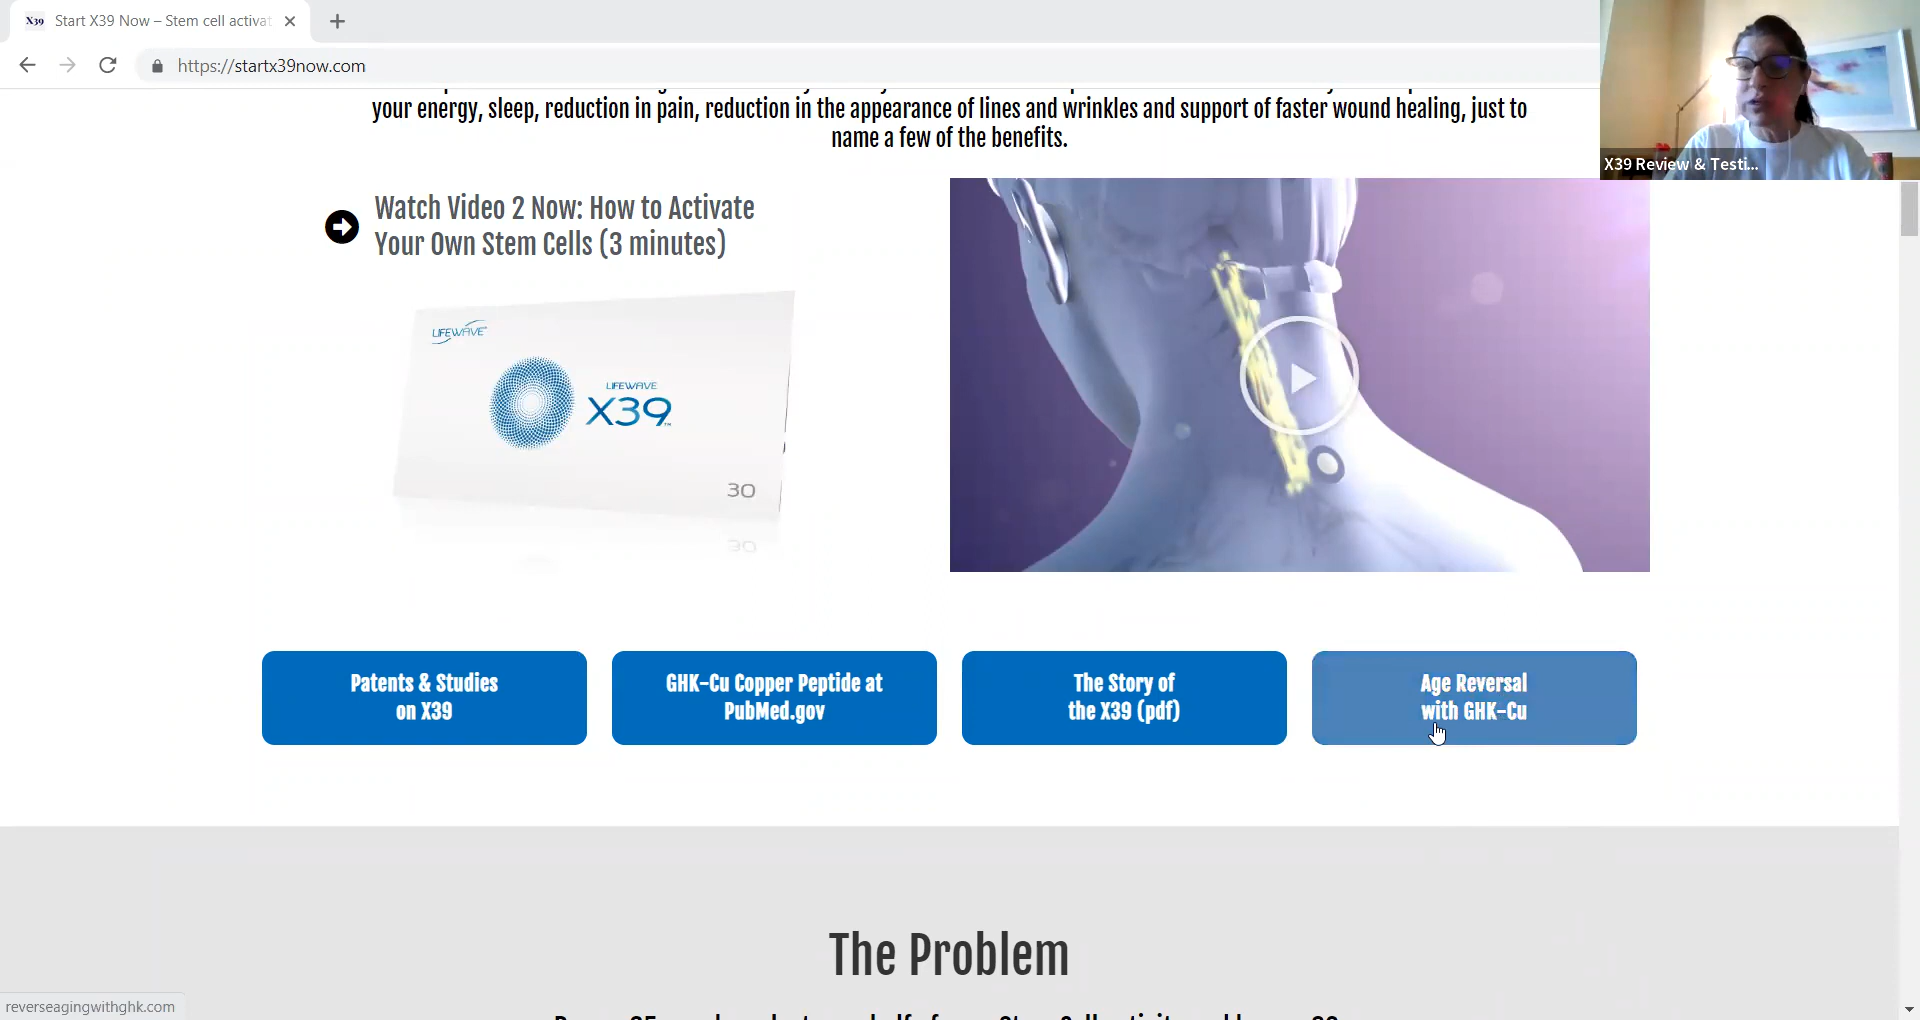 X39 Start X39 Now – Stem cell activat
https://startx39now.com
X39 Review & Testi...
your energy, sleep, reduction in pain, reduction in the appearance of lines and wrinkles and support of faster wound healing, just to
name a few of the benefits.
Watch Video 2 Now: How to Activate
Your Own Stem Cells (3 minutes)
LIFEWAVE
LIFEWAVE
X39™
30
30
Patents & Studies
on X39
GHK-Cu Copper Peptide at
PubMed.gov
The Story of
the X39 (pdf)
Age Reversal
with GHK-Cu
The Problem
reverseagingwithghk.com